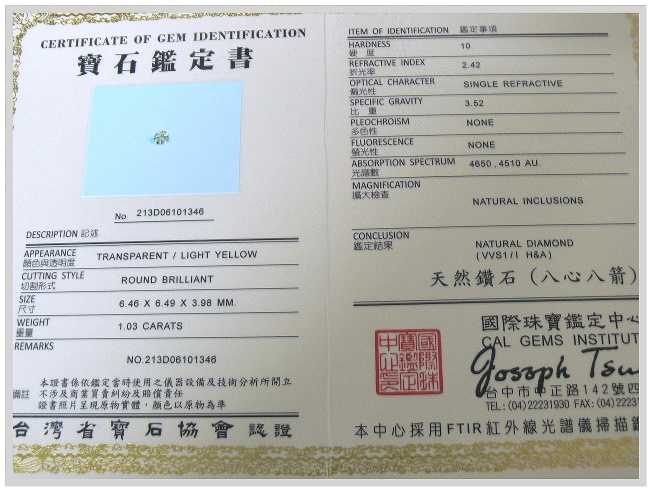 CERTIFICATE OF GEM IDENTIFICATION
寶石鑑定書
No 213D06101346
DESCRIPTION 記述
APPEARANCE TRANSPARENT / LIGHT YELLOW
顏色與透明度
CUTTING STYLE ROUND BRILLIANT
切割形式
SIZE 6.46 X 6.49 X 3.98 MM.
尺寸
WEIGHT 1.03 CARATS
重量
REMARKS
NO.213D06101346
備註
本證書係依鑑定當時使用之儀器設備及技術分析所開立
不涉及商業買賣糾紛及賠償責任
證書照片呈現原物實體，顏色以原物為準
台灣省寶石協會 認證
ITEM OF IDENTIFICATION 鑑定事項
HARDNESS 10
硬 度
REFRACTIVE INDEX 2.42
折光率
OPTICAL CHARACTER SINGLE REFRACTIVE
偏光性
SPECIFIC GRAVITY 3.52
比 重
PLEOCHROISM NONE
多色性
FLUORESCENCE NONE
螢光性
ABSORPTION SPECTRUM 4650,4510 AU.
光譜數
MAGNIFICATION
擴大檢查
NATURAL INCLUSIONS
CONCLUSION
鑑定結果
NATURAL DIAMOND
(VVS1/I H&A)
天然鑽石(八心八箭)
國際珠寶鑑定中
CAL GEMS INSTITUT
Joseph Tsu
台中市中正路142號四
TEL:(04)22231930 FAX:(04)2222
本中心採用FTIR紅外線光譜儀掃描鑑